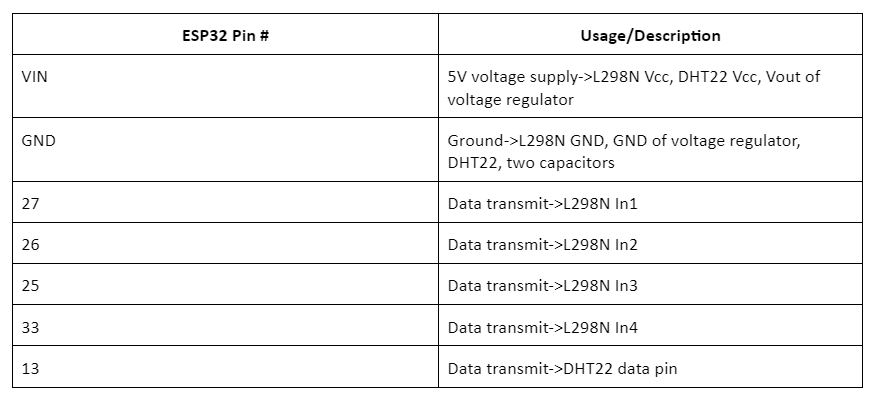 ESP32 Pin # Usage/Description
VIN 5V voltage supply->L298N Vcc, DHT22 Vcc, Vout of
voltage regulator
GND Ground->L298N GND, GND of voltage regulator,
DHT22, two capacitors
27 Data transmit->L298N In1
26 Data transmit->L298N In2
25 Data transmit->L298N In3
33 Data transmit->L298N In4
13 Data transmit->DHT22 data pin